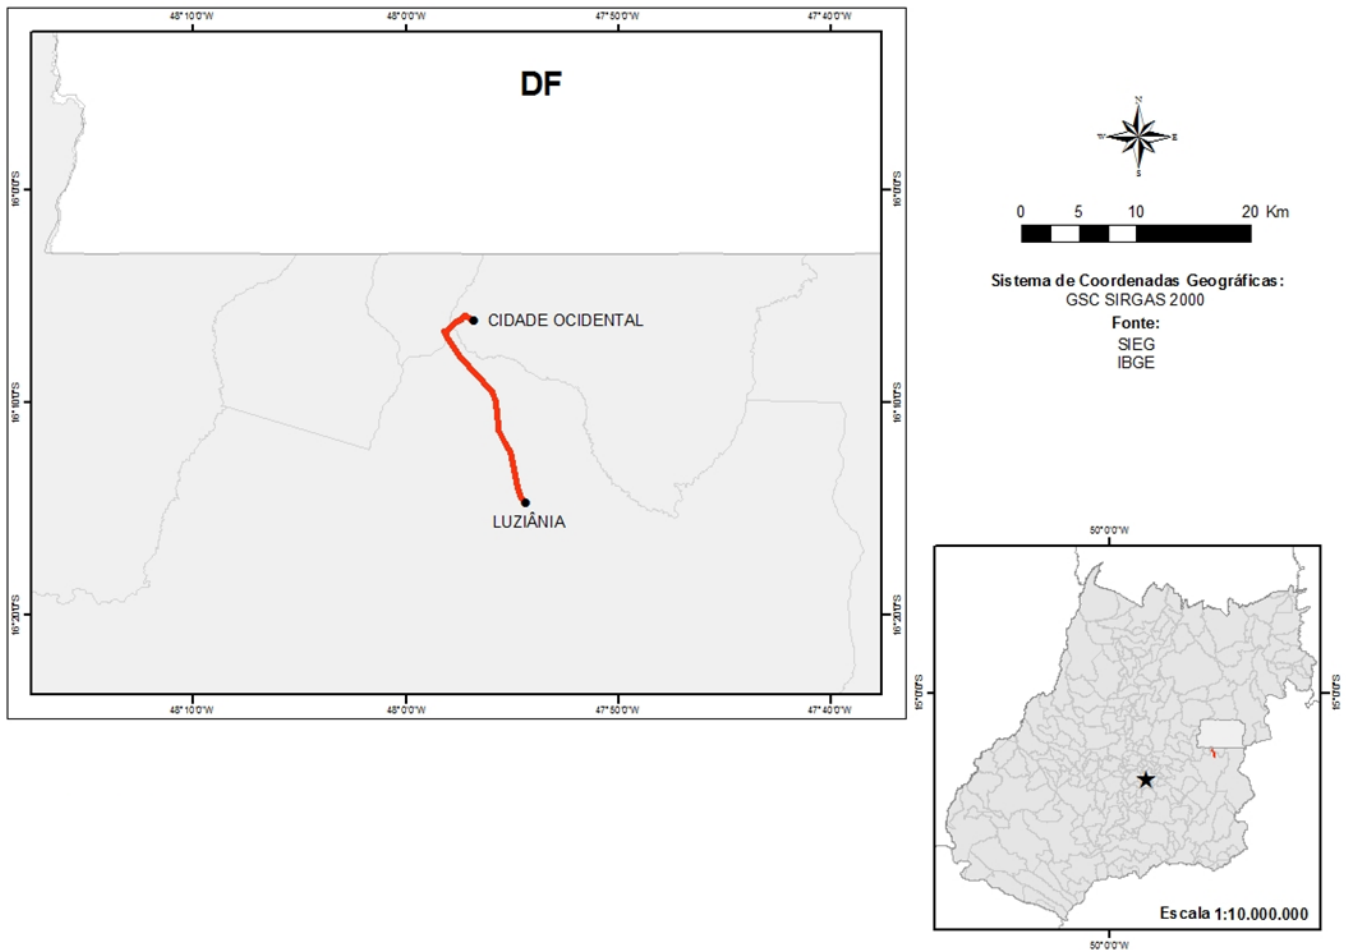 48°10'0"W
48°0'0"W
47°50'0"W
47°40'0"W
DF
16°0'0"S
16°0'0"S
CIDADE OCIDENTAL
16°10'0"S
16°10'0"S
LUZIÂNIA
16°20'0"S
16°20'0"S
48°10'0"W
48°0'0"W
47°50'0"W
47°40'0"W
N
W
E
S
0 5 10 20 Km
Sistema de Coordenadas Geográficas:
GSC SIRGAS 2000
Fonte:
SIEG
IBGE
50°0'0"W
15°0'0"S
15°0'0"S
Escala 1:10.000.000
50°0'0"W